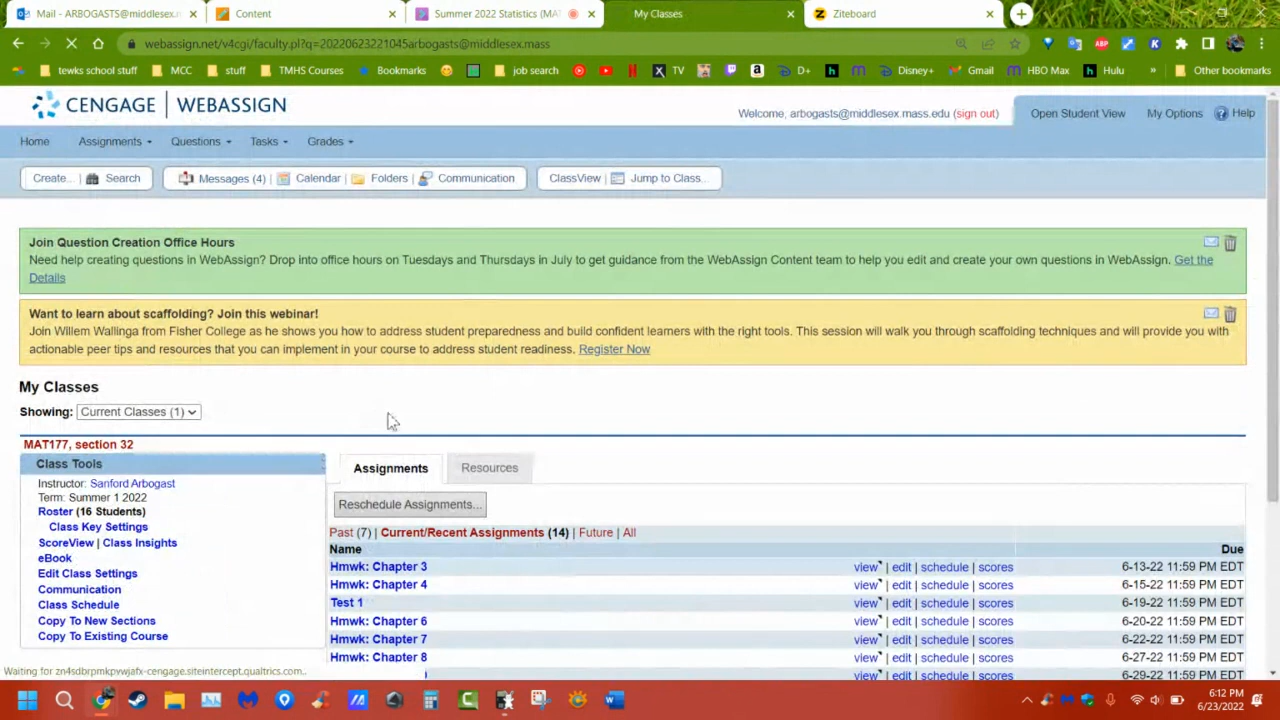 Mail - ARBOGASTS@middlesex.n
Content
Summer 2022 Statistics (MA
My Classes
Ziteboard
webassign.net/v4cgi/faculty.pl?q=20220623221045arbogasts@middlesex.mass
tewks school stuff
MCC
stuff
TMHS Courses
Bookmarks
job search
TV
D+
Disney+
Gmail
HBO Max
Hulu
»
Other bookmarks
CENGAGE | WEBASSIGN
Welcome, arbogasts@middlesex.mass.edu (sign out)
Open Student View
My Options
Help
Home
Assignments
Questions
Tasks
Grades
Create... | Search
Messages (4) | Calendar | Folders | Communication
ClassView | Jump to Class...
Join Question Creation Office Hours
Need help creating questions in WebAssign? Drop into office hours on Tuesdays and Thursdays in July to get guidance from the WebAssign Content team to help you edit and create your own questions in WebAssign. Get the
Details
Want to learn about scaffolding? Join this webinar!
Join Willem Wallinga from Fisher College as he shows you how to address student preparedness and build confident learners with the right tools. This session will walk you through scaffolding techniques and will provide you with
actionable peer tips and resources that you can implement in your course to address student readiness. Register Now
My Classes
Showing: Current Classes (1)
MAT177, section 32
Class Tools
Instructor: Sanford Arbogast
Term: Summer 1 2022
Roster (16 Students)
Class Key Settings
ScoreView | Class Insights
eBook
Edit Class Settings
Communication
Class Schedule
Copy To New Sections
Copy To Existing Course
Assignments
Resources
Reschedule Assignments...
Past (7) | Current/Recent Assignments (14) | Future | All
Name Due
Hmwk: Chapter 3 view | edit | schedule | scores 6-13-22 11:59 PM EDT
Hmwk: Chapter 4 view | edit | schedule | scores 6-15-22 11:59 PM EDT
Test 1 view | edit | schedule | scores 6-19-22 11:59 PM EDT
Hmwk: Chapter 6 view | edit | schedule | scores 6-20-22 11:59 PM EDT
Hmwk: Chapter 7 view | edit | schedule | scores 6-22-22 11:59 PM EDT
Hmwk: Chapter 8 view | edit | schedule | scores 6-27-22 11:59 PM EDT
view | edit | schedule | scores 6-29-22 11:59 PM EDT
Waiting for zn4sdbrpmkpvwjafx-cengage.siteintercept.qualtrics.com...
6:12 PM
6/23/2022